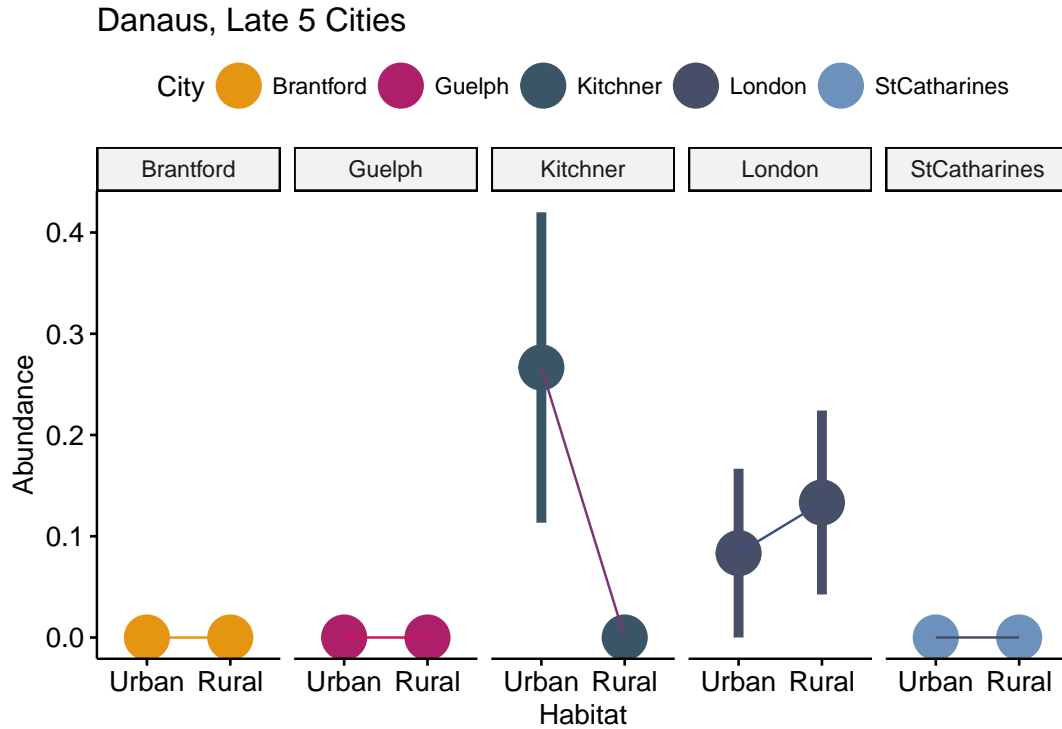 Danaus, Late 5 Cities
City Brantford Guelph Kitchner London StCatharines
Brantford Guelph Kitchner London StCatharines
Abundance
0.4
0.3
0.2
0.1
0.0
Urban Rural Urban Rural Urban Rural Urban Rural Urban Rural
Habitat